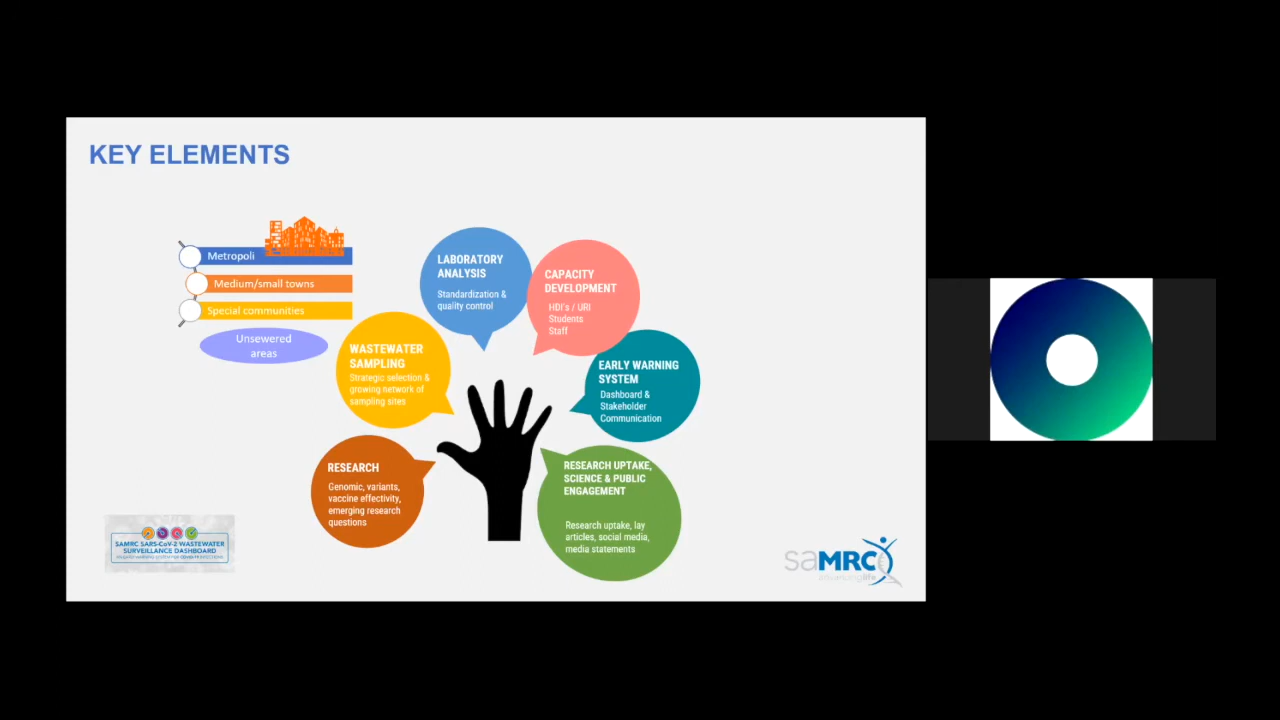 KEY ELEMENTS
Metropoli
Medium/small towns
Special communities
Unsewered
areas
LABORATORY
ANALYSIS
Standardization &
quality control
CAPACITY
DEVELOPMENT
HDI's / URI
Students
Staff
WASTEWATER
SAMPLING
Strategic selection &
growing network of
sampling sites
EARLY WARNING
SYSTEM
Dashboard &
Stakeholder
Communication
RESEARCH
Genomic, variants,
vaccine effectivity,
emerging research
questions
RESEARCH UPTAKE,
SCIENCE & PUBLIC
ENGAGEMENT
Research uptake, lay
articles, social media,
media statements
SAMRC SARS-CoV-2 WASTEWATER
SURVEILLANCE DASHBOARD
saMRC